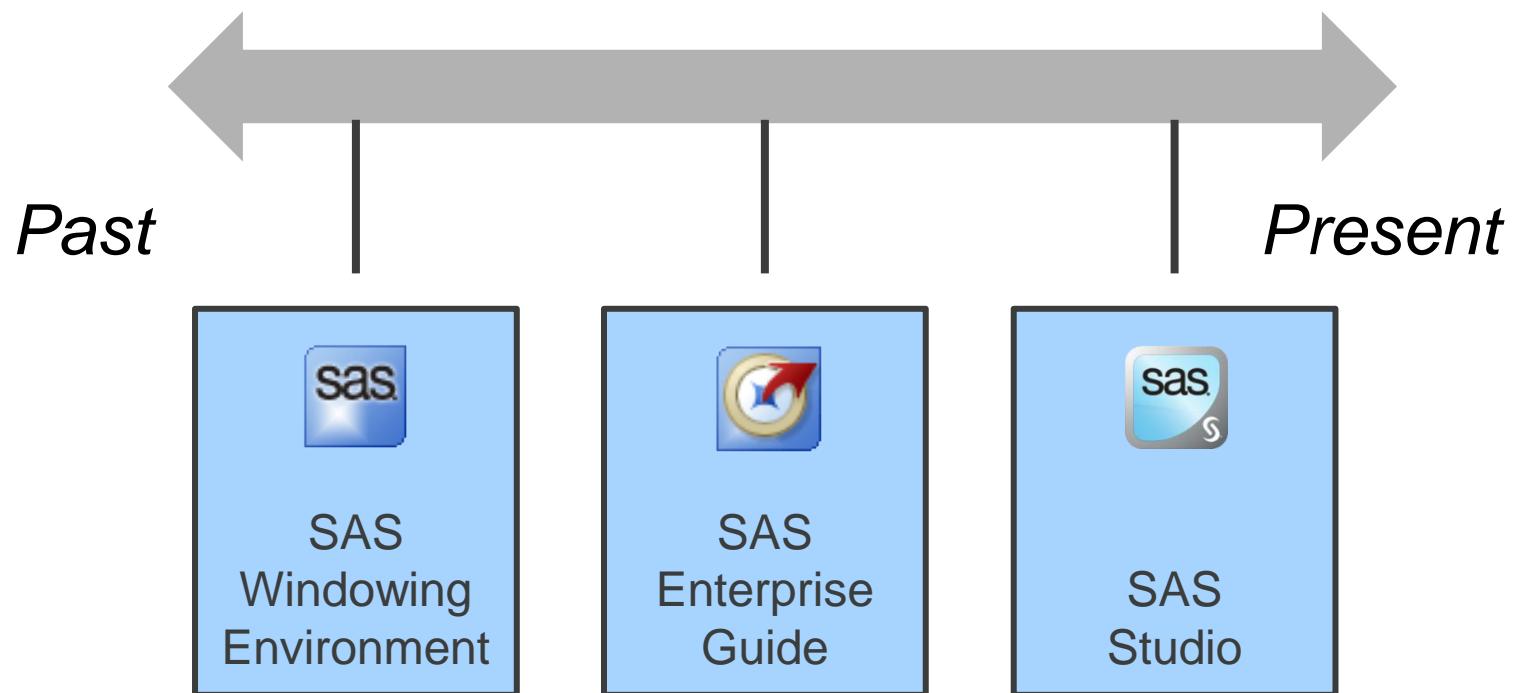 Past
Present
sas
SAS
Windowing
Environment
SAS
Enterprise
Guide
sas
SAS
Studio